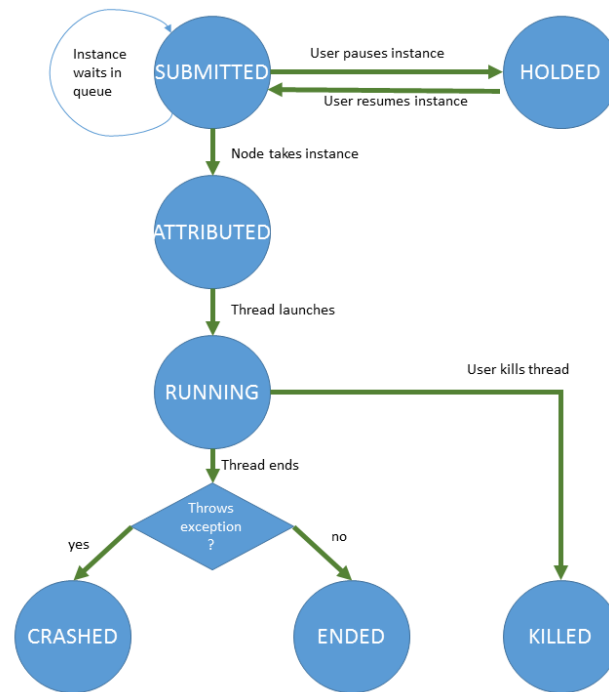 Instance
waits in
queue
SUBMITTED
User pauses instance
User resumes instance
HOLDED
Node takes instance
ATTRIBUTED
Thread launches
RUNNING
User kills thread
Thread ends
Throws
exception
?
yes
no
CRASHED
ENDED
KILLED